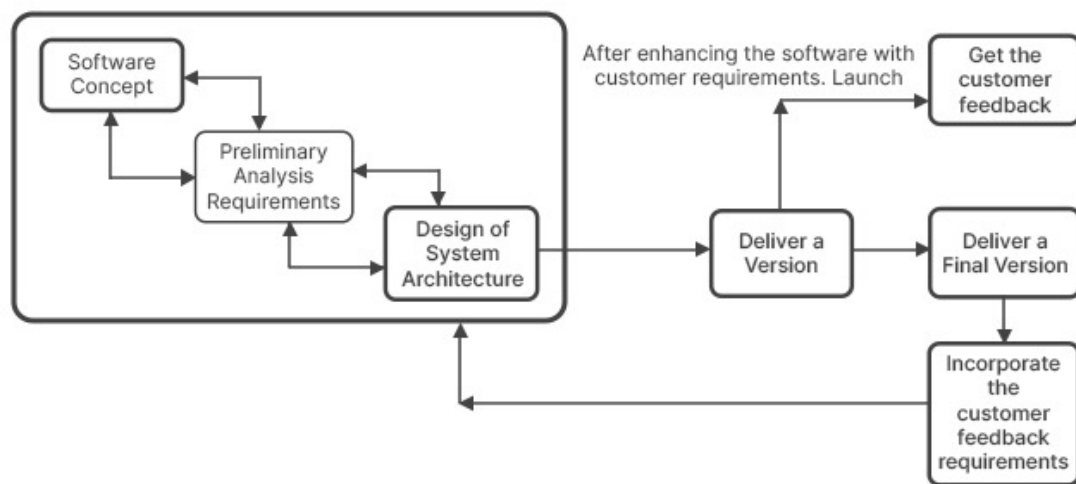 Software
Concept
Preliminary
Analysis
Requirements
Design of
System
Architecture
After enhancing the software with
customer requirements. Launch
Get the
customer
feedback
Deliver a
Version
Deliver a
Final Version
Incorporate
the
customer
feedback
requirements